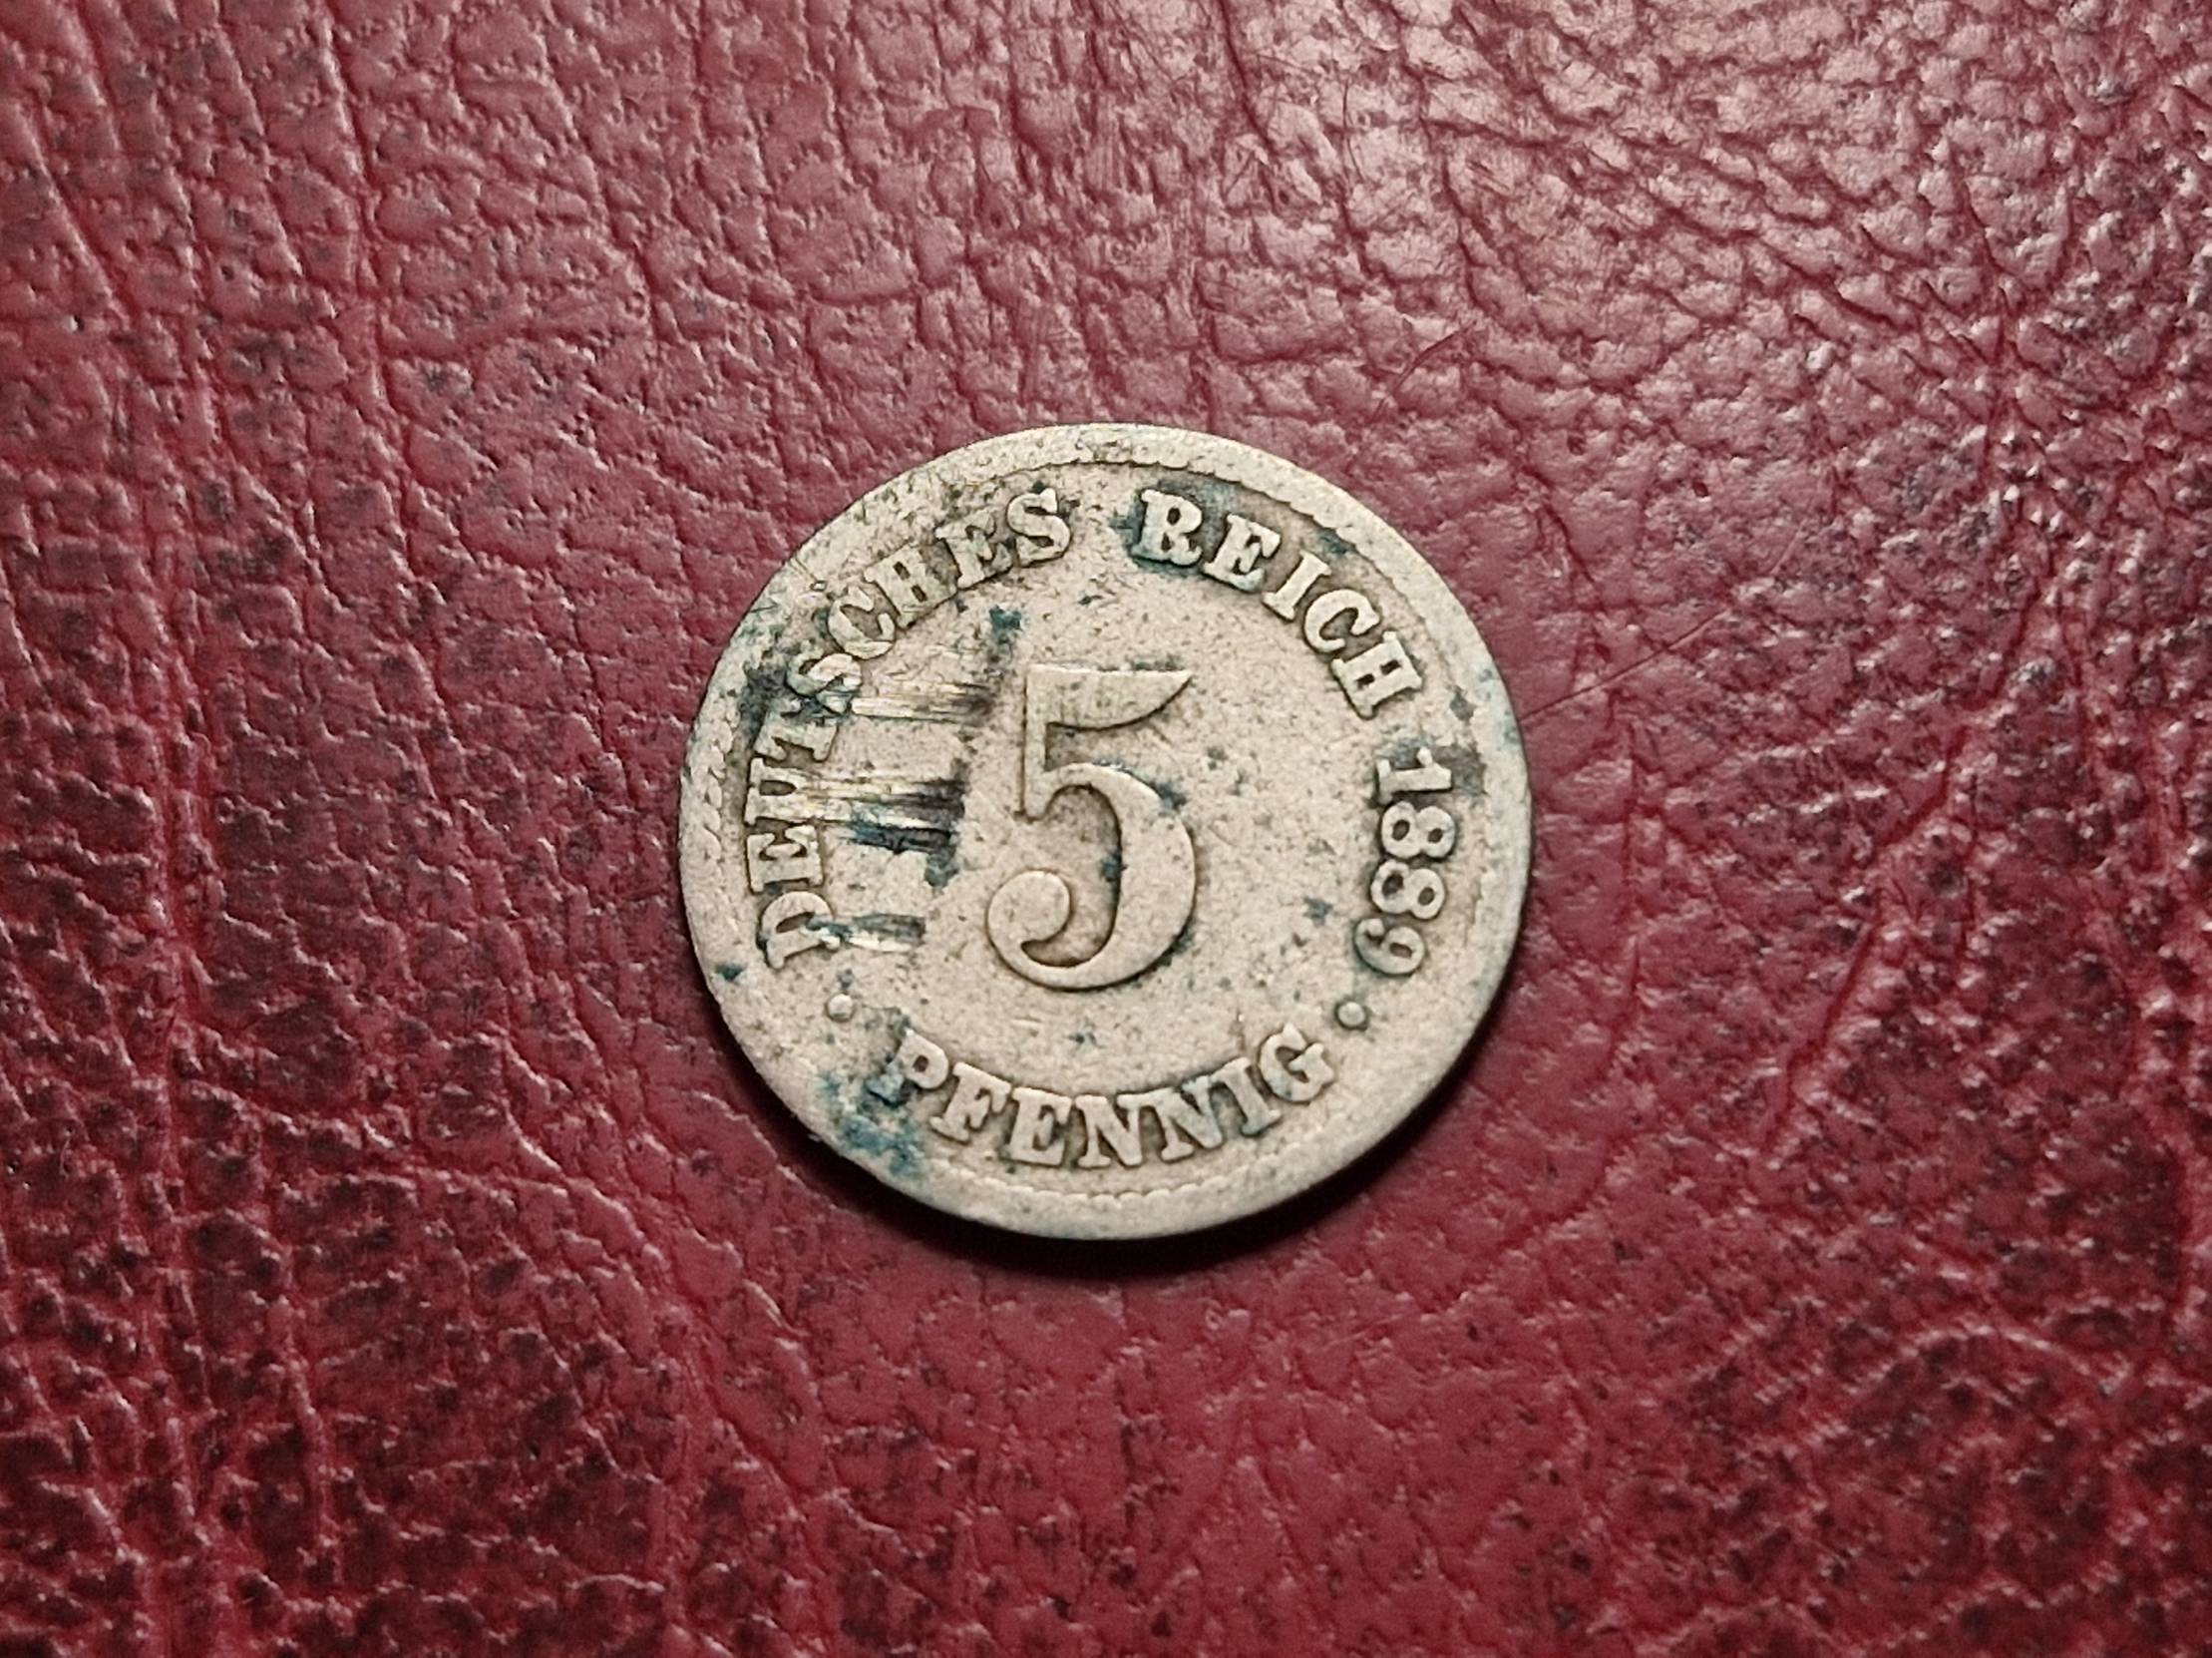 DEUTSCHES REICH 1889
5
PFENNIG